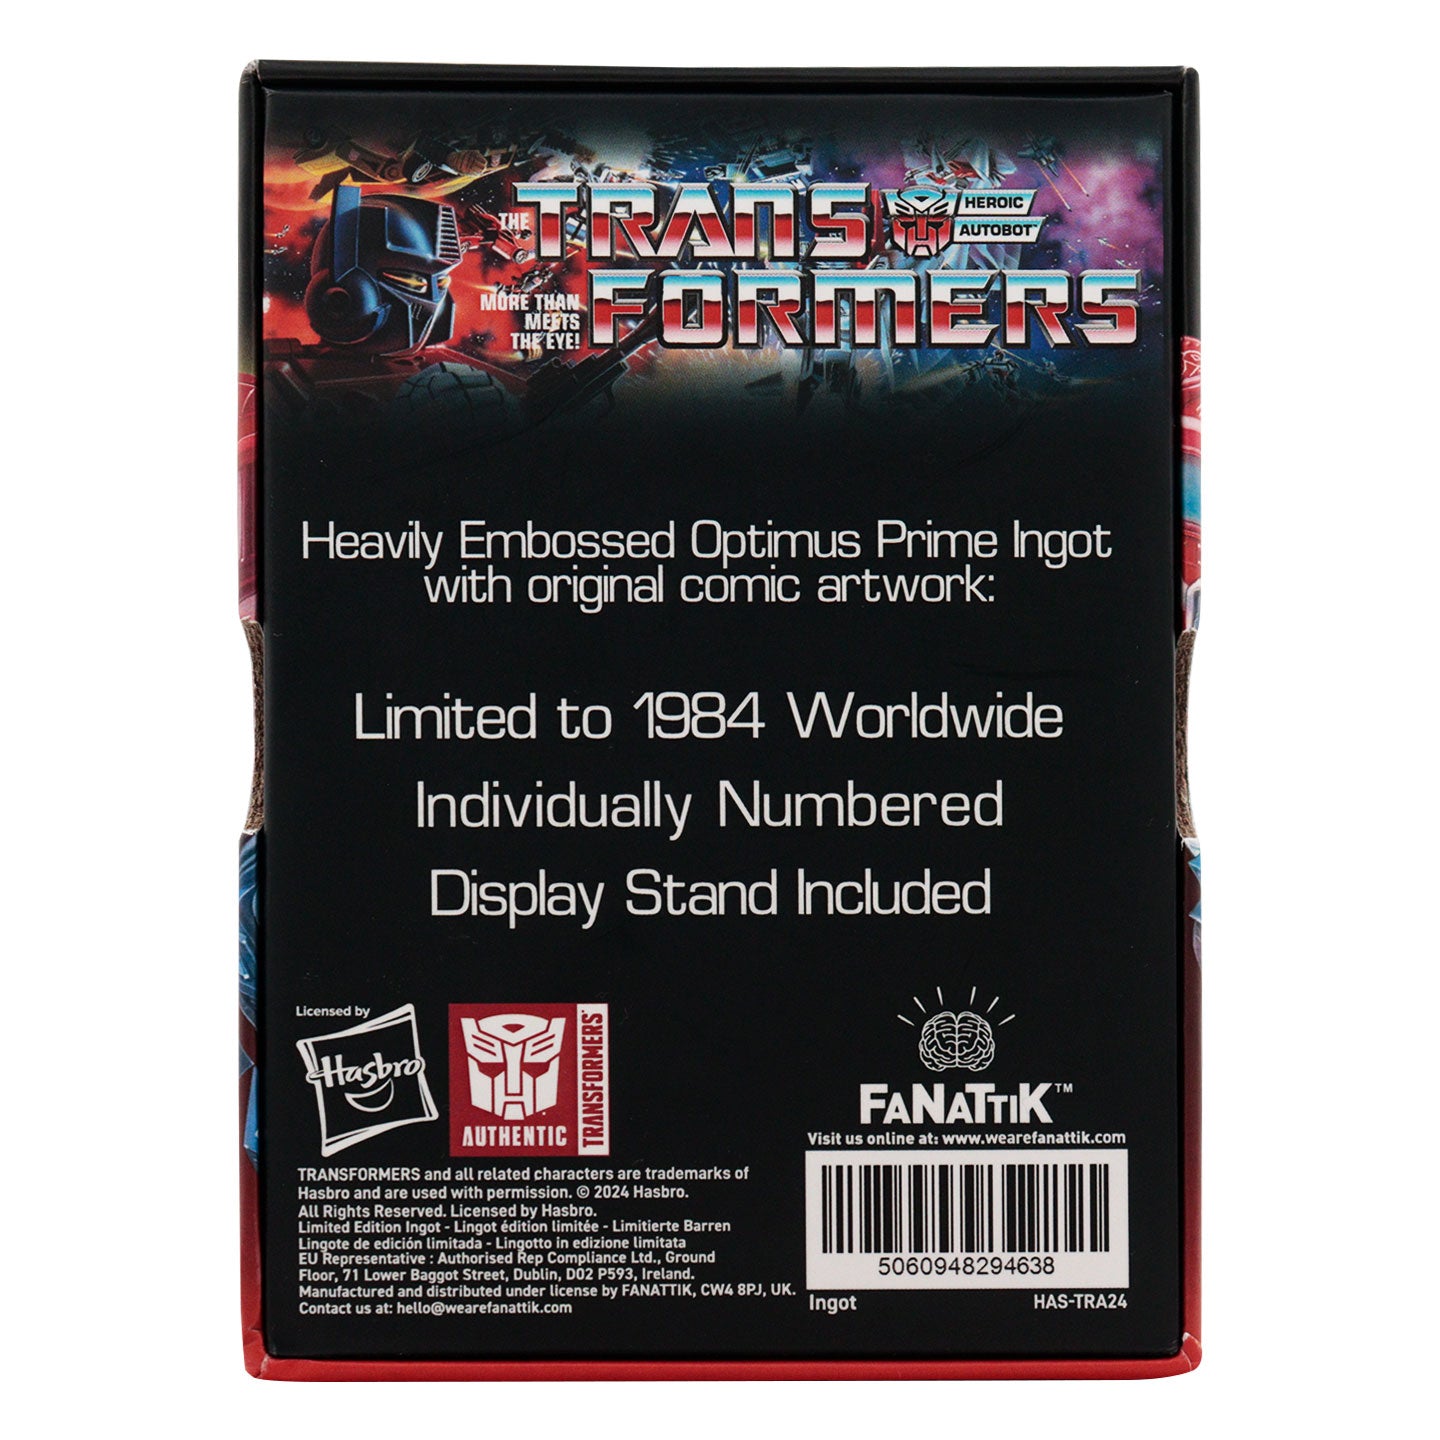 THE TRANSFORMERS
HEROIC
AUTOBOT
MORE THAN
MEETS
THE EYE!
Heavily Embossed Optimus Prime Ingot
with original comic artwork:
Limited to 1984 Worldwide
Individually Numbered
Display Stand Included
Licensed by
Hasbro
AUTHENTIC
TRANSFORMERS
FANATTIK™
Visit us online at: www.wearefanattik.com
TRANSFORMERS and all related characters are trademarks of
Hasbro and are used with permission. © 2024 Hasbro.
All Rights Reserved. Licensed by Hasbro.
Limited Edition Ingot - Lingot édition limitée - Limitierte Barren
Lingote de edición limitada - Lingotto in edizione limitata
EU Representative : Authorised Rep Compliance Ltd., Ground
Floor, 71 Lower Baggot Street, Dublin, D02 P593, Ireland.
Manufactured and distributed under license by FANATTIK, CW4 8PJ, UK.
Contact us at: hello@wearefanattik.com
5060948294638
Ingot HAS-TRA24